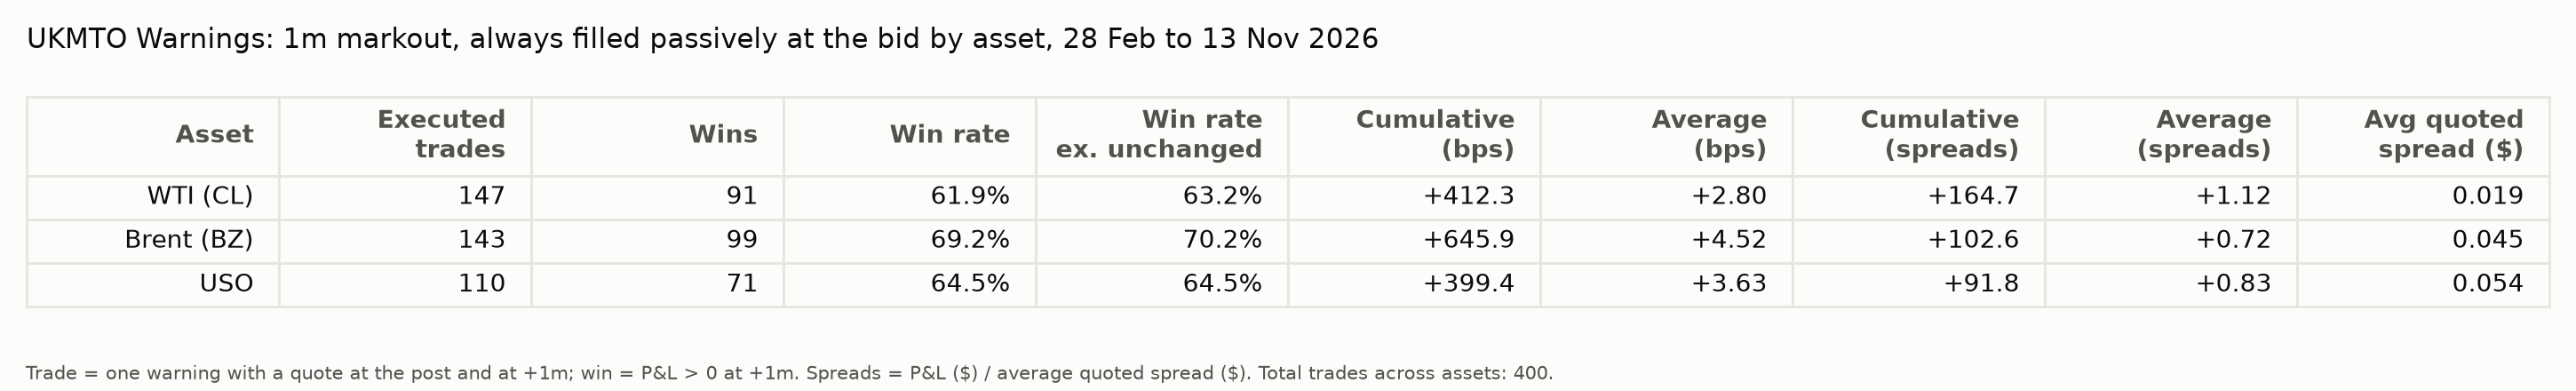 UKMTO Warnings: 1m markout, always filled passively at the bid by asset, 28 Feb to 13 Nov 2026
Asset Executed trades Wins Win rate Win rate ex. unchanged Cumulative (bps) Average (bps) Cumulative (spreads) Average (spreads) Avg quoted spread ($)
WTI (CL) 147 91 61.9% 63.2% +412.3 +2.80 +164.7 +1.12 0.019
Brent (BZ) 143 99 69.2% 70.2% +645.9 +4.52 +102.6 +0.72 0.045
USO 110 71 64.5% 64.5% +399.4 +3.63 +91.8 +0.83 0.054
Trade = one warning with a quote at the post and at +1m; win = P&L > 0 at +1m. Spreads = P&L ($) / average quoted spread ($). Total trades across assets: 400.